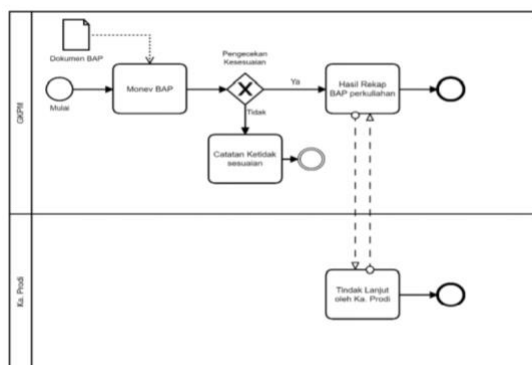 GKPM
Dokumen BAP
Mulai
Monev BAP
Pengecekan
Kesesuaian
Ya
Tidak
Hasil Rekap
BAP perkuliahan
Catatan Ketidak
sesuaian
Ka. Prodi
Tindak Lanjut
oleh Ka. Prodi